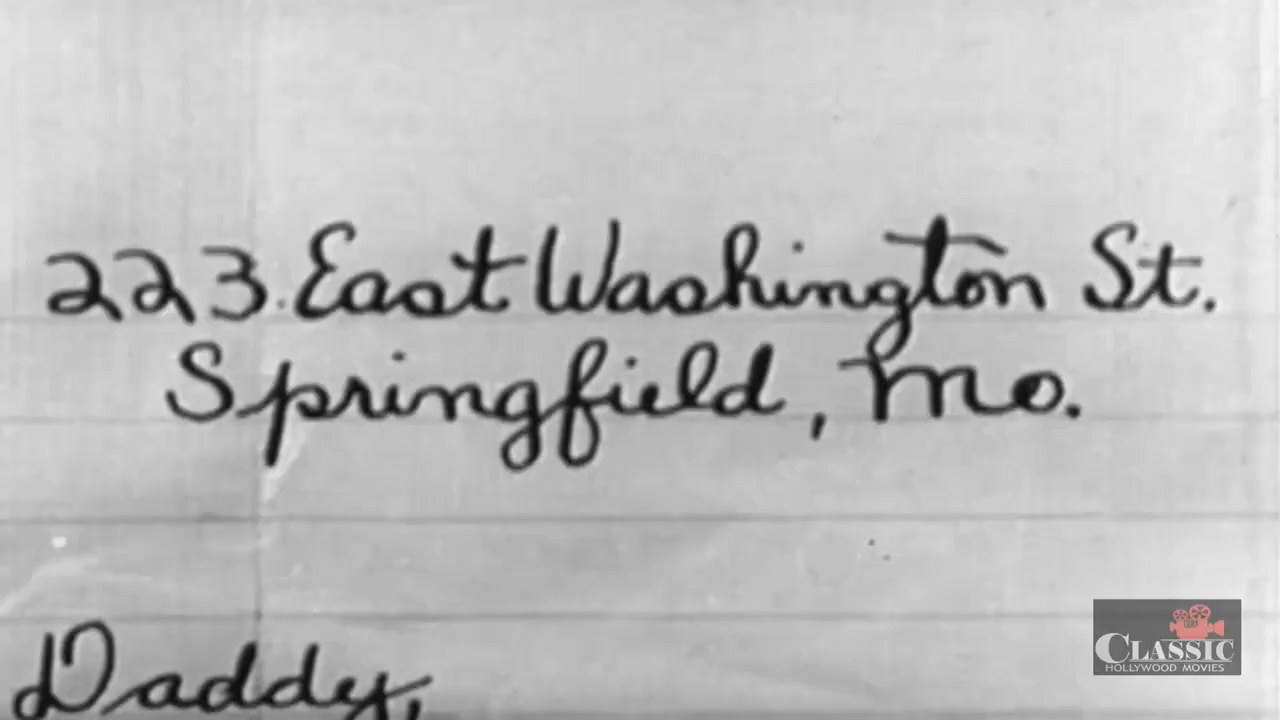 223 East Washington St.
Springfield, Mo.
Daddy,
CLASSIC
HOLLYWOOD MOVIES